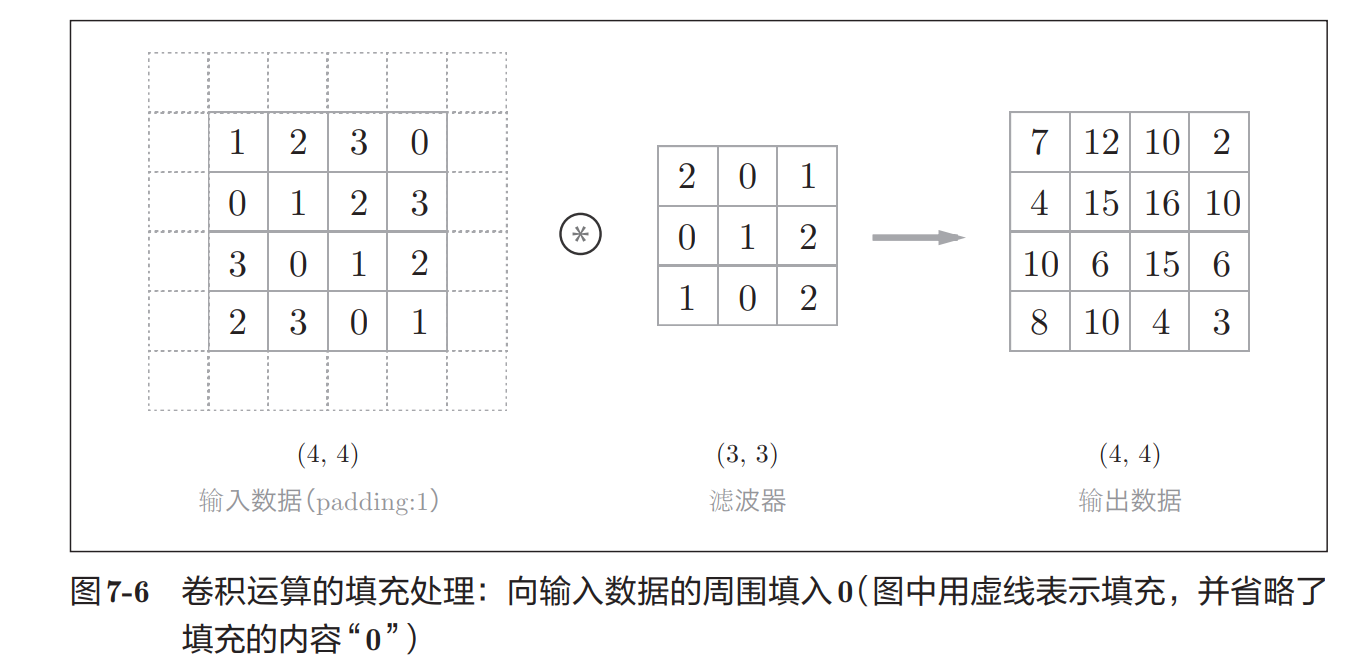 1 2 3 0
0 1 2 3
3 0 1 2
2 3 0 1
(4, 4)
输入数据(padding:1)
*
2 0 1
0 1 2
1 0 2
(3, 3)
滤波器
7 12 10 2
4 15 16 10
10 6 15 6
8 10 4 3
(4, 4)
输出数据
图7-6 卷积运算的填充处理：向输入数据的周围填入0(图中用虚线表示填充，并省略了
填充的内容“0”)